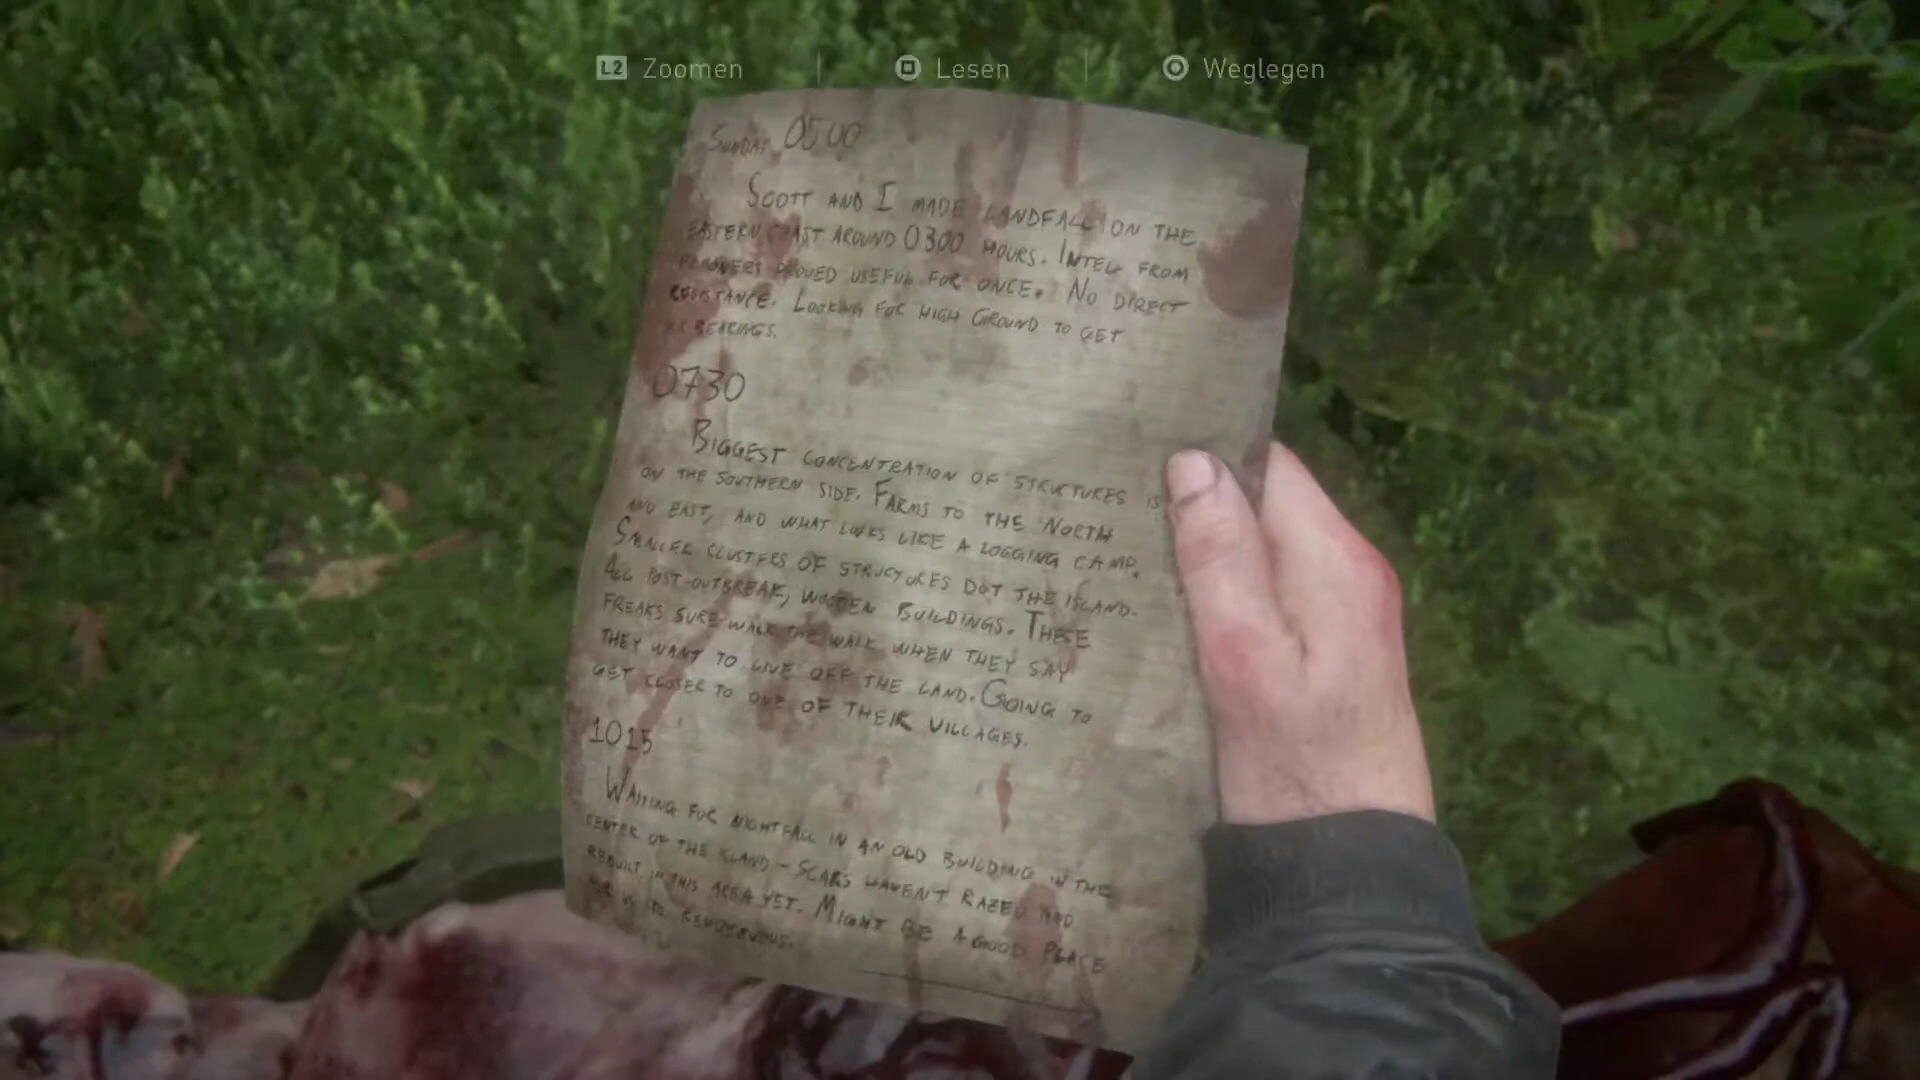 L2 Zoomen | Lesen | Weglegen
SUNDAY 0500
SCOTT AND I MADE LANDFALL ON THE
EASTERN COAST AROUND 0300 HOURS. INTEL FROM
PROVED USEFUL FOR ONCE. NO DIRECT
RESISTANCE. LOOKING FOR HIGH GROUND TO GET
BEARINGS.
0730
BIGGEST CONCENTRATION OF STRUCTURES IS
ON THE SOUTHERN SIDE. FARMS TO THE NORTH
AND EAST, AND WHAT LOOKS LIKE A LOGGING CAMP.
SMALLER CLUSTERS OF STRUCTURES DOT THE ISLAND.
ALL POST-OUTBREAK, WOODEN BUILDINGS. THESE
FREAKS SURE WALK THE WALK WHEN THEY SAY
THEY WANT TO LIVE OFF THE LAND. GOING TO
GET CLOSER TO ONE OF THEIR VILLAGES.
1015
WAITING FOR NIGHTFALL IN AN OLD BUILDING IN THE
CENTER OF THE ISLAND - SCARS HAVEN'T RAZED AND
REBUILT IN THIS AREA YET. MIGHT BE A GOOD PLACE
FOR US TO RENDEZVOUS.